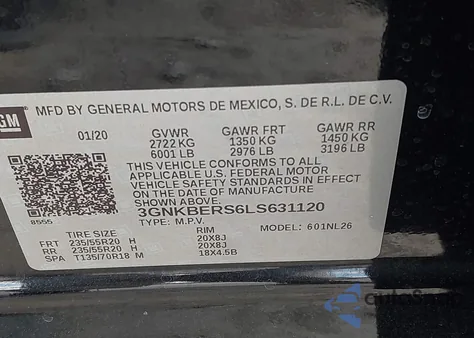 GM
MFD BY GENERAL MOTORS DE MEXICO, S. DE R.L. DE C.V.
01/20 GVWR GAWR FRT GAWR RR
2722 KG 1350 KG 1450 KG
6001 LB 2976 LB 3196 LB
THIS VEHICLE CONFORMS TO ALL
APPLICABLE U.S. FEDERAL MOTOR
VEHICLE SAFETY STANDARDS IN EFFECT
ON THE DATE OF MANUFACTURE
SHOWN ABOVE.
3GNKBERS6LS631120
8555 TYPE: M.P.V. MODEL: 601NL26
TIRE SIZE RIM
FRT 235/55R20 H 20X8J
RR 235/55R20 H 20X8J
SPA T135/70R18 M 18X4.5B